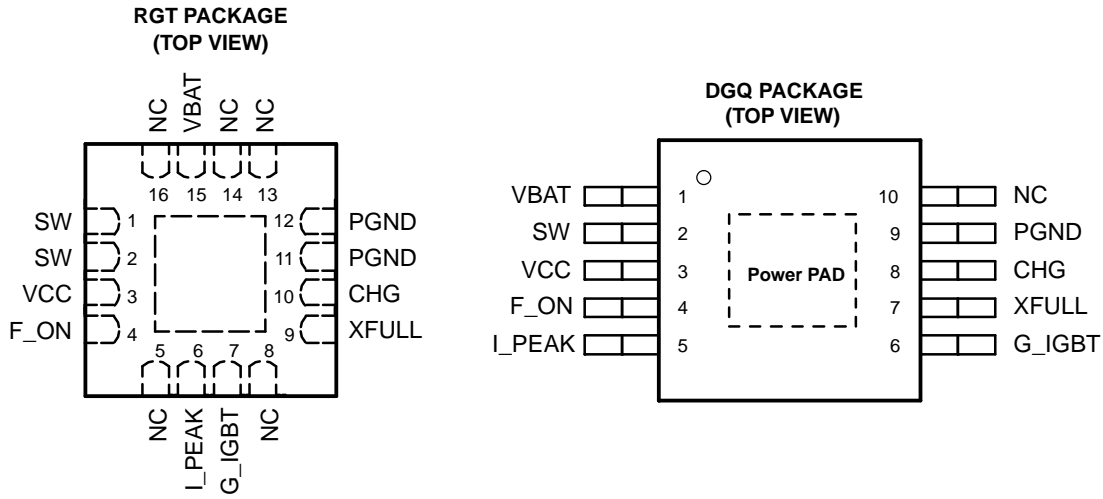 RGT PACKAGE
(TOP VIEW)
NC
VBAT
NC
NC
16 15 14 13
SW 1 12 PGND
SW 2 11 PGND
VCC 3 10 CHG
F_ON 4 9 XFULL
5 6 7 8
NC
I_PEAK
G_IGBT
NC
DGQ PACKAGE
(TOP VIEW)
VBAT 1 10 NC
SW 2 9 PGND
VCC 3 Power PAD 8 CHG
F_ON 4 7 XFULL
I_PEAK 5 6 G_IGBT